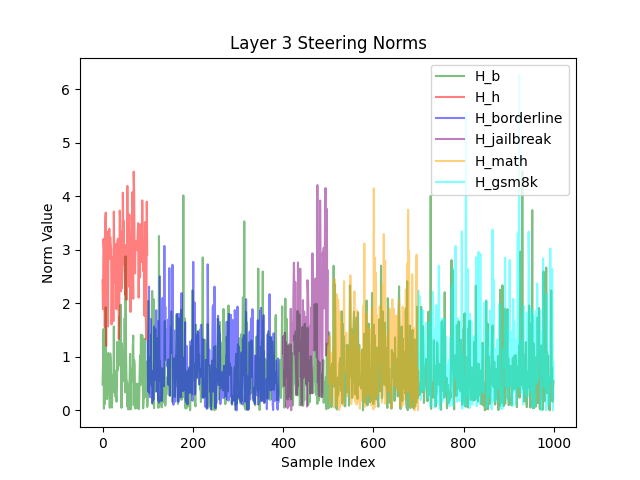 Layer 3 Steering Norms
Norm Value
6
5
4
3
2
1
0
H_b
H_h
H_borderline
H_jailbreak
H_math
H_gsm8k
0 200 400 600 800 1000
Sample Index